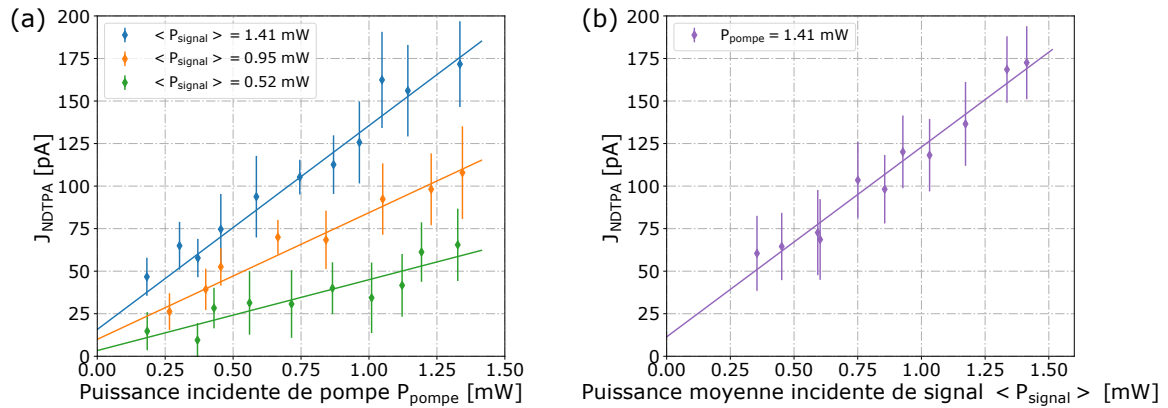 (a)
< P_signal > = 1.41 mW
< P_signal > = 0.95 mW
< P_signal > = 0.52 mW
200
175
150
125
100
75
50
25
0
J_NDTPA [pA]
0.00 0.25 0.50 0.75 1.00 1.25 1.50
Puissance incidente de pompe P_pompe [mW]
(b)
P_pompe = 1.41 mW
200
175
150
125
100
75
50
25
0
J_NDTPA [pA]
0.00 0.25 0.50 0.75 1.00 1.25 1.50
Puissance moyenne incidente de signal < P_signal > [mW]